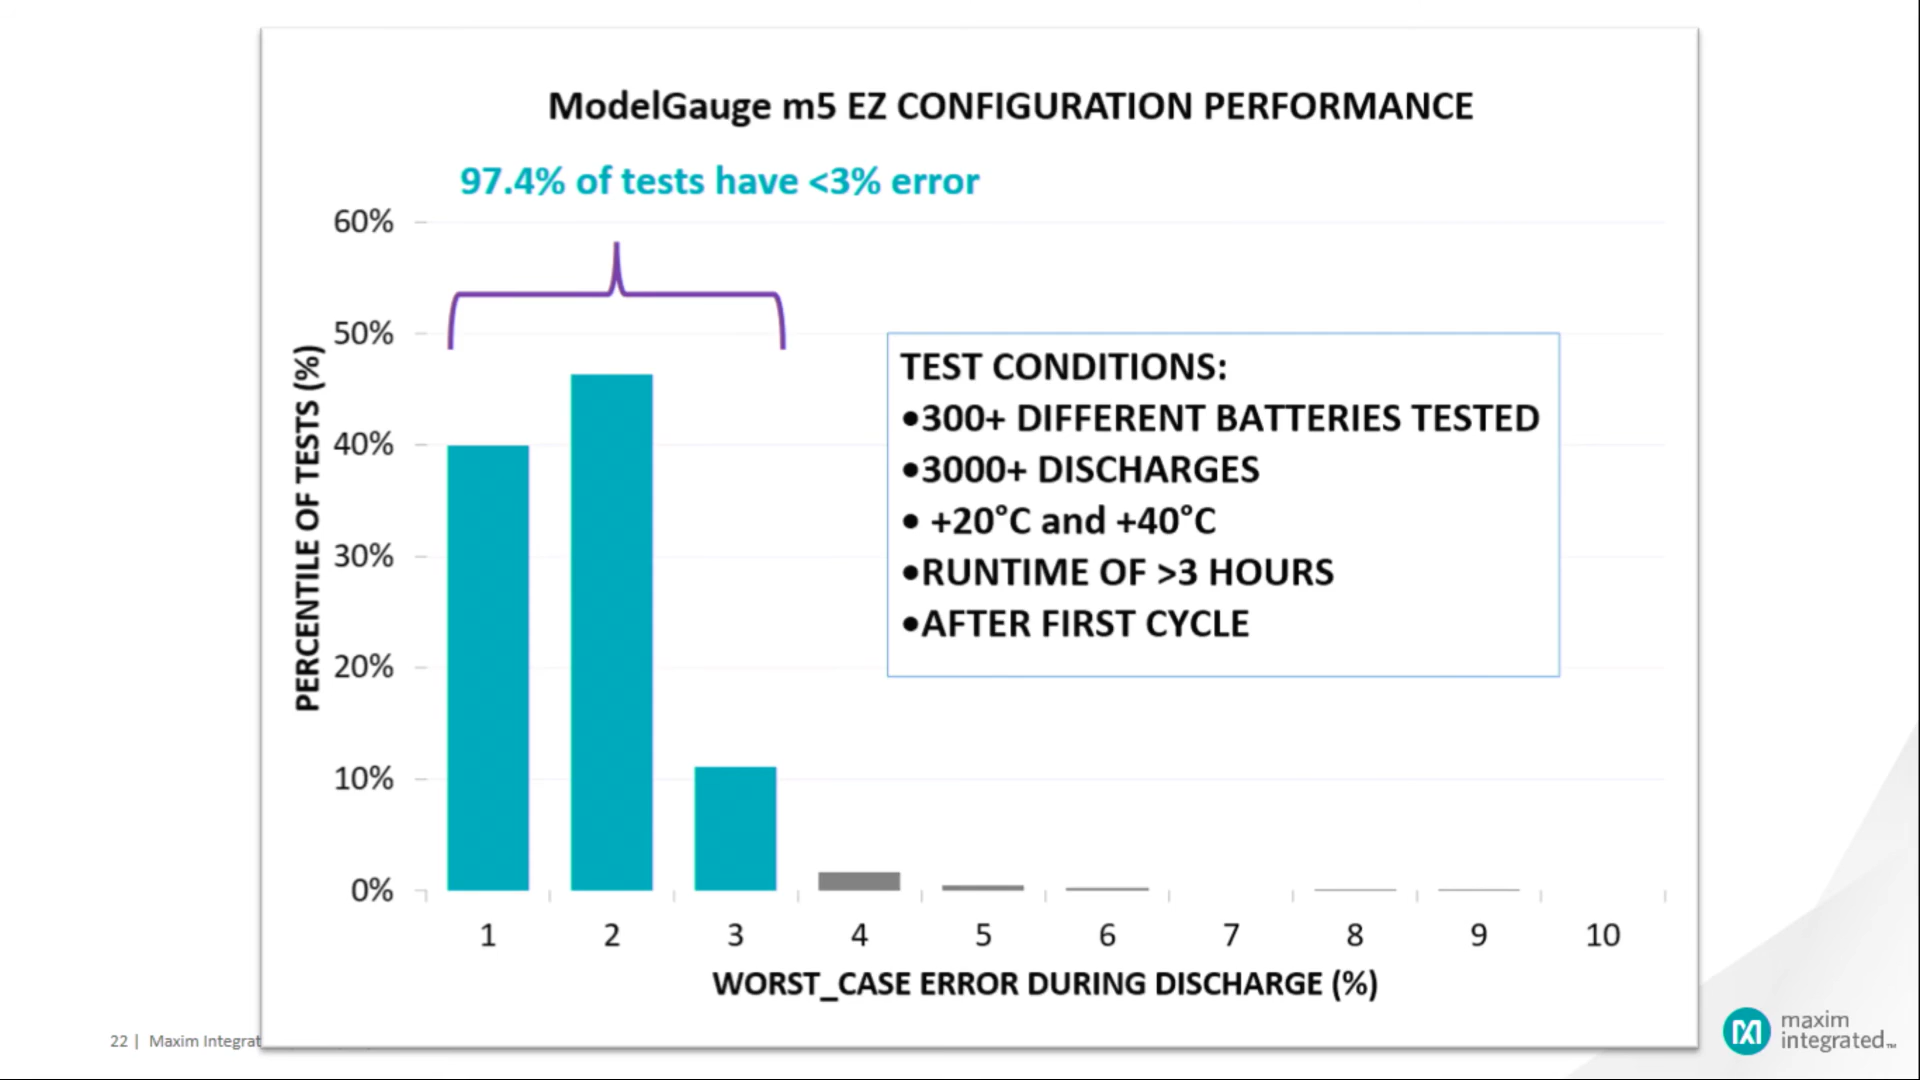 ModelGauge m5 EZ CONFIGURATION PERFORMANCE
97.4% of tests have <3% error
60%
50%
40%
30%
20%
10%
0%
PERCENTILE OF TESTS (%)
TEST CONDITIONS:
•300+ DIFFERENT BATTERIES TESTED
•3000+ DISCHARGES
• +20°C and +40°C
•RUNTIME OF >3 HOURS
•AFTER FIRST CYCLE
1 2 3 4 5 6 7 8 9 10
WORST_CASE ERROR DURING DISCHARGE (%)
22 | Maxim Integrat
maxim
integrated™